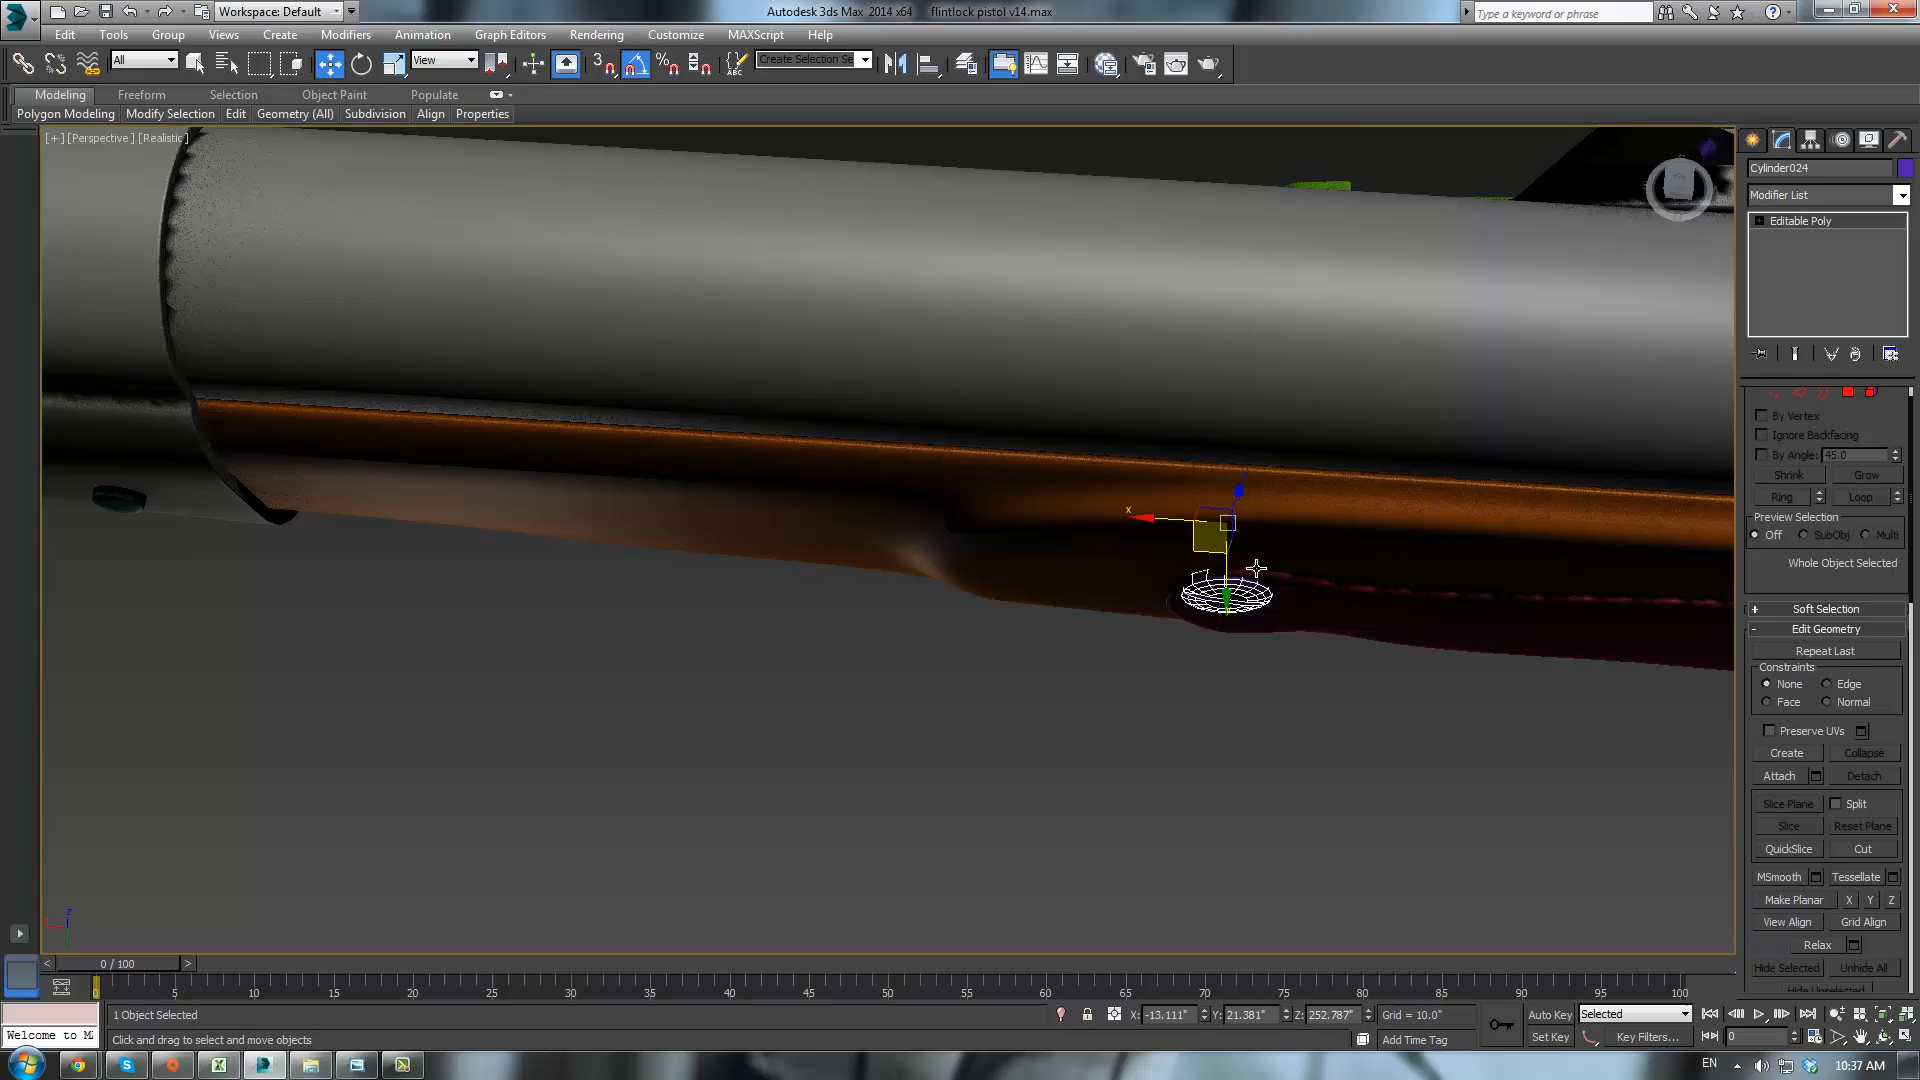 Workspace: Default
Autodesk 3ds Max 2014 x64 flintlock pistol v14.max
Type a keyword or phrase
Edit Tools Group Views Create Modifiers Animation Graph Editors Rendering Customize MAXScript Help
All
View
3
%
ABC
Create Selection Se
Modeling Freeform Selection Object Paint Populate
Polygon Modeling Modify Selection Edit Geometry (All) Subdivision Align Properties
[+] [Perspective] [Realistic]
Cylinder024
Modifier List
Editable Poly
By Vertex
Ignore Backfacing
By Angle: 45.0
Shrink Grow
Ring Loop
Preview Selection
Off SubObj Multi
Whole Object Selected
+ Soft Selection
- Edit Geometry
Repeat Last
Constraints
None Edge
Face Normal
Preserve UVs
Create Collapse
Attach Detach
Slice Plane Split
Slice Reset Plane
QuickSlice Cut
MSmooth Tessellate
Make Planar X Y Z
View Align Grid Align
Relax
Hide Selected Unhide All
Hide Unselected
x
z
< 0 / 100 >
0 5 10 15 20 25 30 35 40 45 50 55 60 65 70 75 80 85 90 95 100
1 Object Selected
X: -13.111" Y: 21.381" Z: 252.787" Grid = 10.0"
Auto Key Selected
Welcome to M
Click and drag to select and move objects
Add Time Tag
Set Key Key Filters...
0
EN
10:37 AM